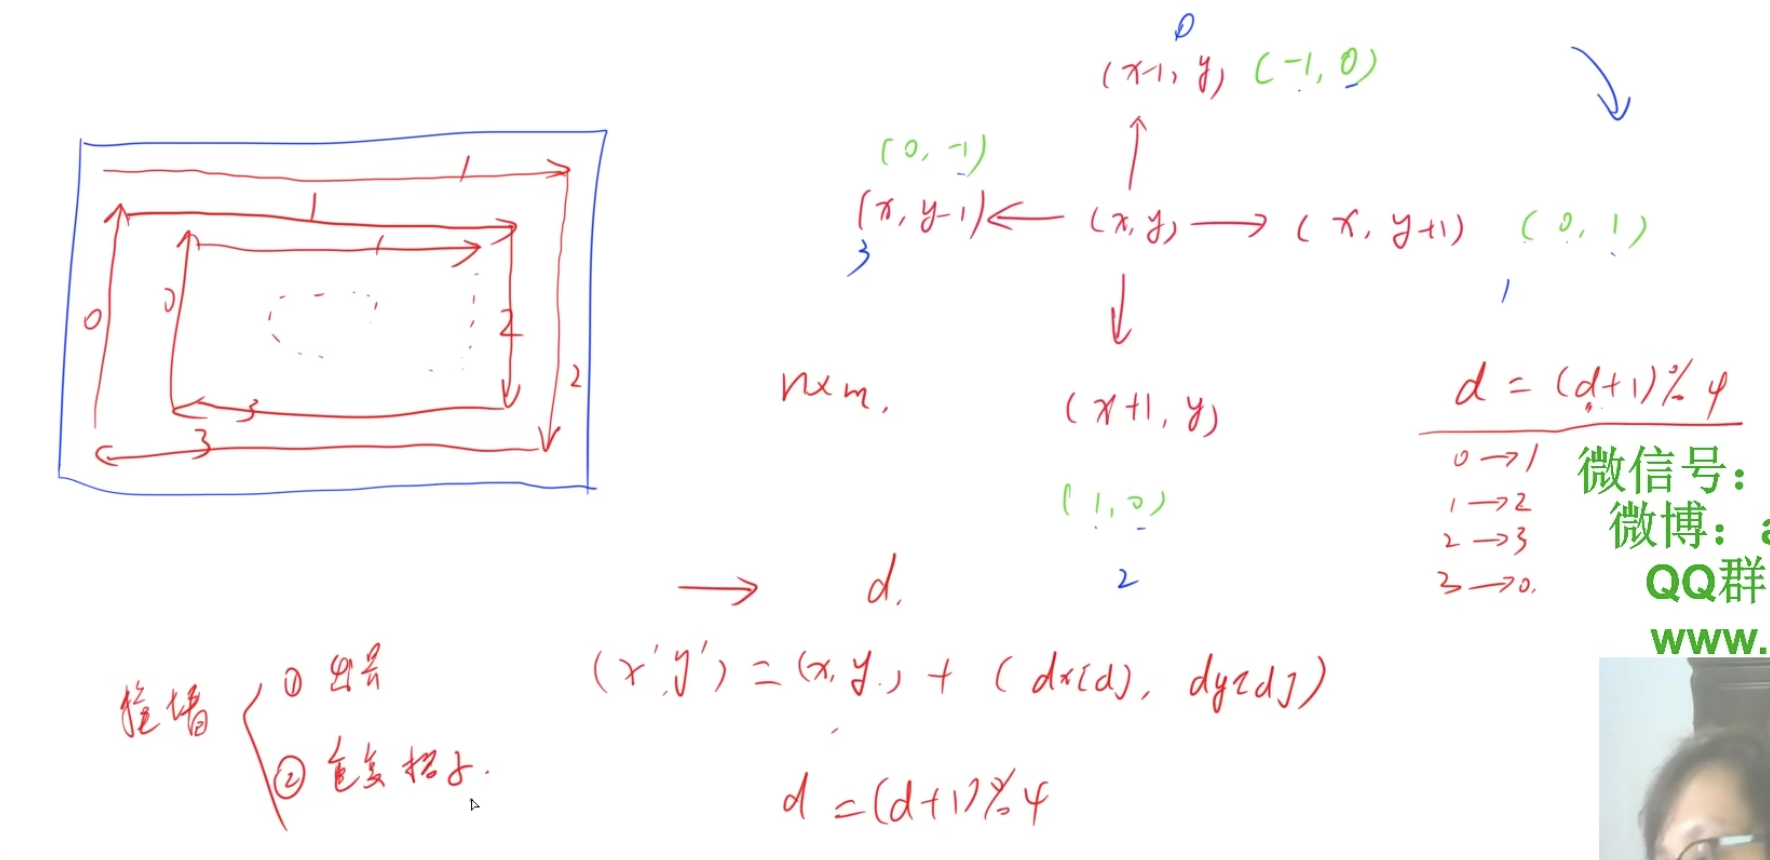 0
(x-1, y) (-1, 0)
(0, -1)
(x, y-1) (x, y) (x, y+1) (0, 1)
3
1
1
1
1
0
0
2
2
3
3
n×m.
(x+1, y)
d = (d+1)%4
0→1
1→2
2→3
3→0.
(1, 0)
2
微信号:
微博: a
QQ群
www.
→ d.
(x', y') = (x, y) + (dx[d], dy[d])
撞墙
① 出界
② 重复格子.
d = (d+1)%4